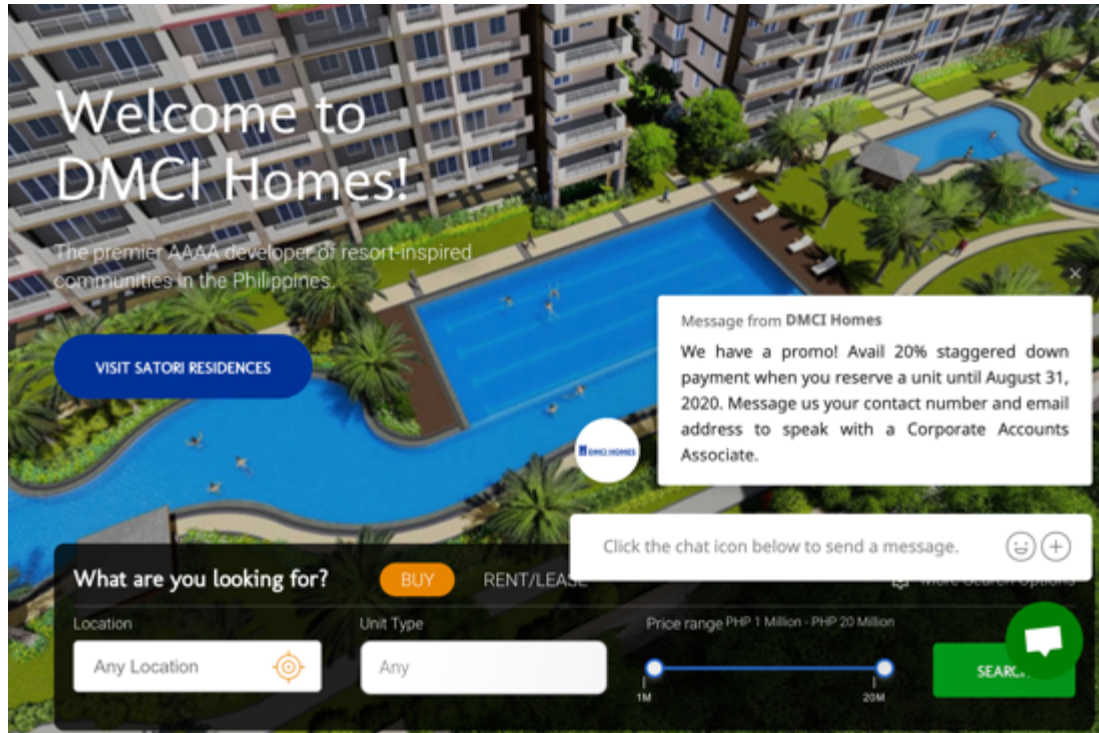 Welcome to
DMCI Homes!
The premier AAAA developer of resort-inspired
communities in the Philippines.
VISIT SATORI RESIDENCES
Message from DMCI Homes
We have a promo! Avail 20% staggered down
payment when you reserve a unit until August 31,
2020. Message us your contact number and email
address to speak with a Corporate Accounts
Associate.
DMCI HOMES
Click the chat icon below to send a message.
What are you looking for?
BUY
RENT/LEASE
More Search Options
Location
Unit Type
Price range PHP 1 Million - PHP 20 Million
Any Location
Any
1M
20M